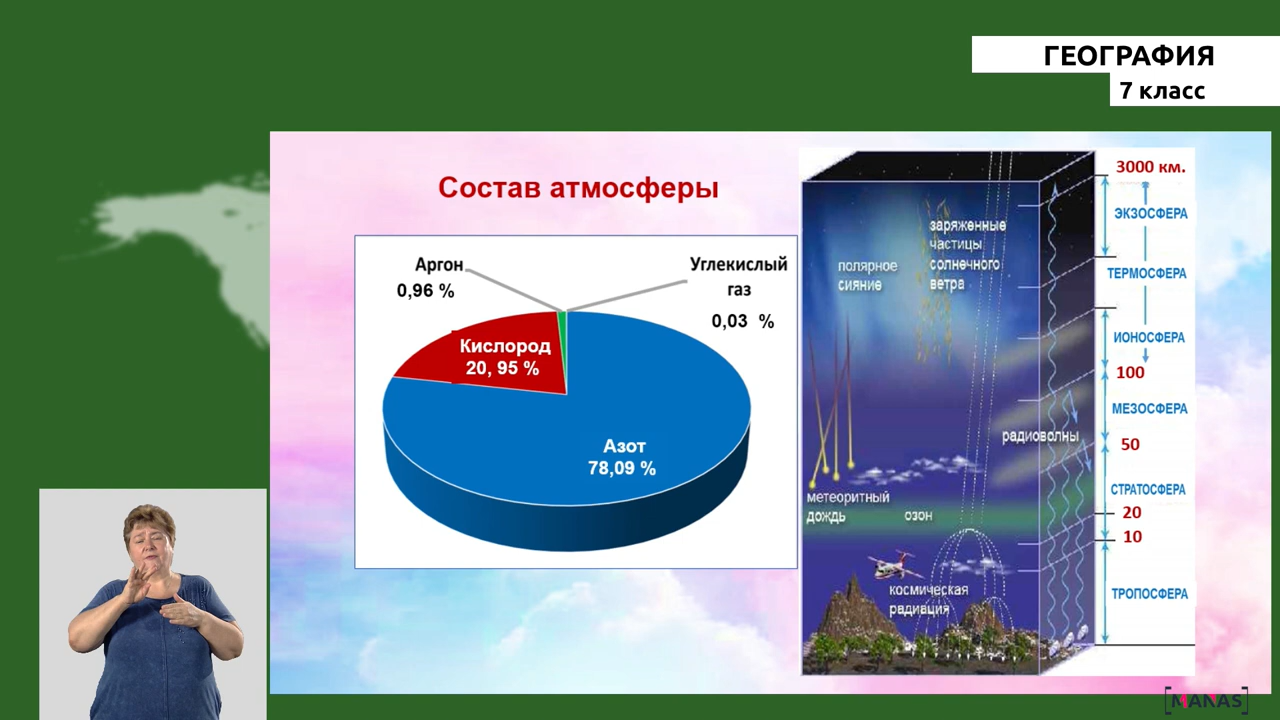 ГЕОГРАФИЯ
7 класс
Состав атмосферы
Аргон
0,96 %
Углекислый
газ
0,03 %
Кислород
20, 95 %
Азот
78,09 %
3000 км.
ЭКЗОСФЕРА
заряженные
частицы
солнечного
ветра
полярное
сияние
ТЕРМОСФЕРА
ИОНОСФЕРА
100
МЕЗОСФЕРА
радиоволны
50
СТРАТОСФЕРА
метеоритный
дождь
озон
20
10
космическая
радиация
ТРОПОСФЕРА
[MANAS]